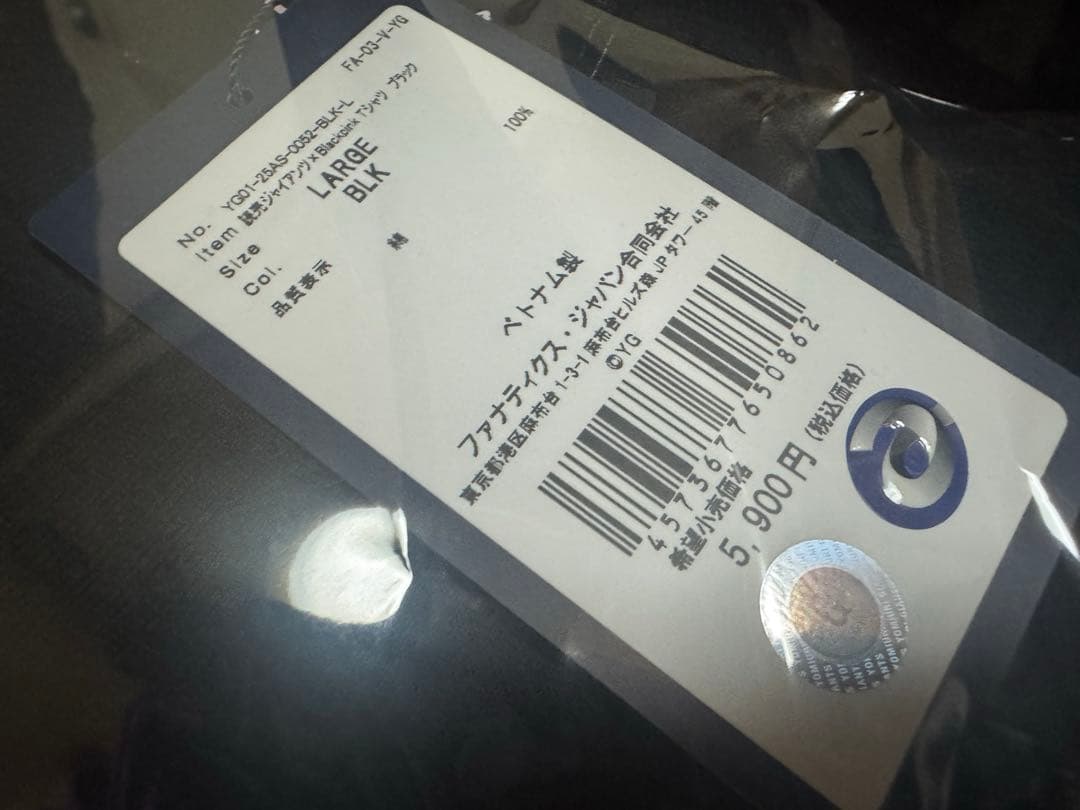 FA-03-V-YG
No. YG01-25AS-0052-BLK-L
Item 読売ジャイアンツ×Blackpink Tシャツ ブラック
Size LARGE
Col. BLK
品質表示
綿 100%
ベトナム製
ファナティクス・ジャパン合同会社
東京都港区麻布台1-3-1 麻布台ヒルズ森JPタワー45階
©YG
4573677650862
希望小売価格
5,900円(税込価格)